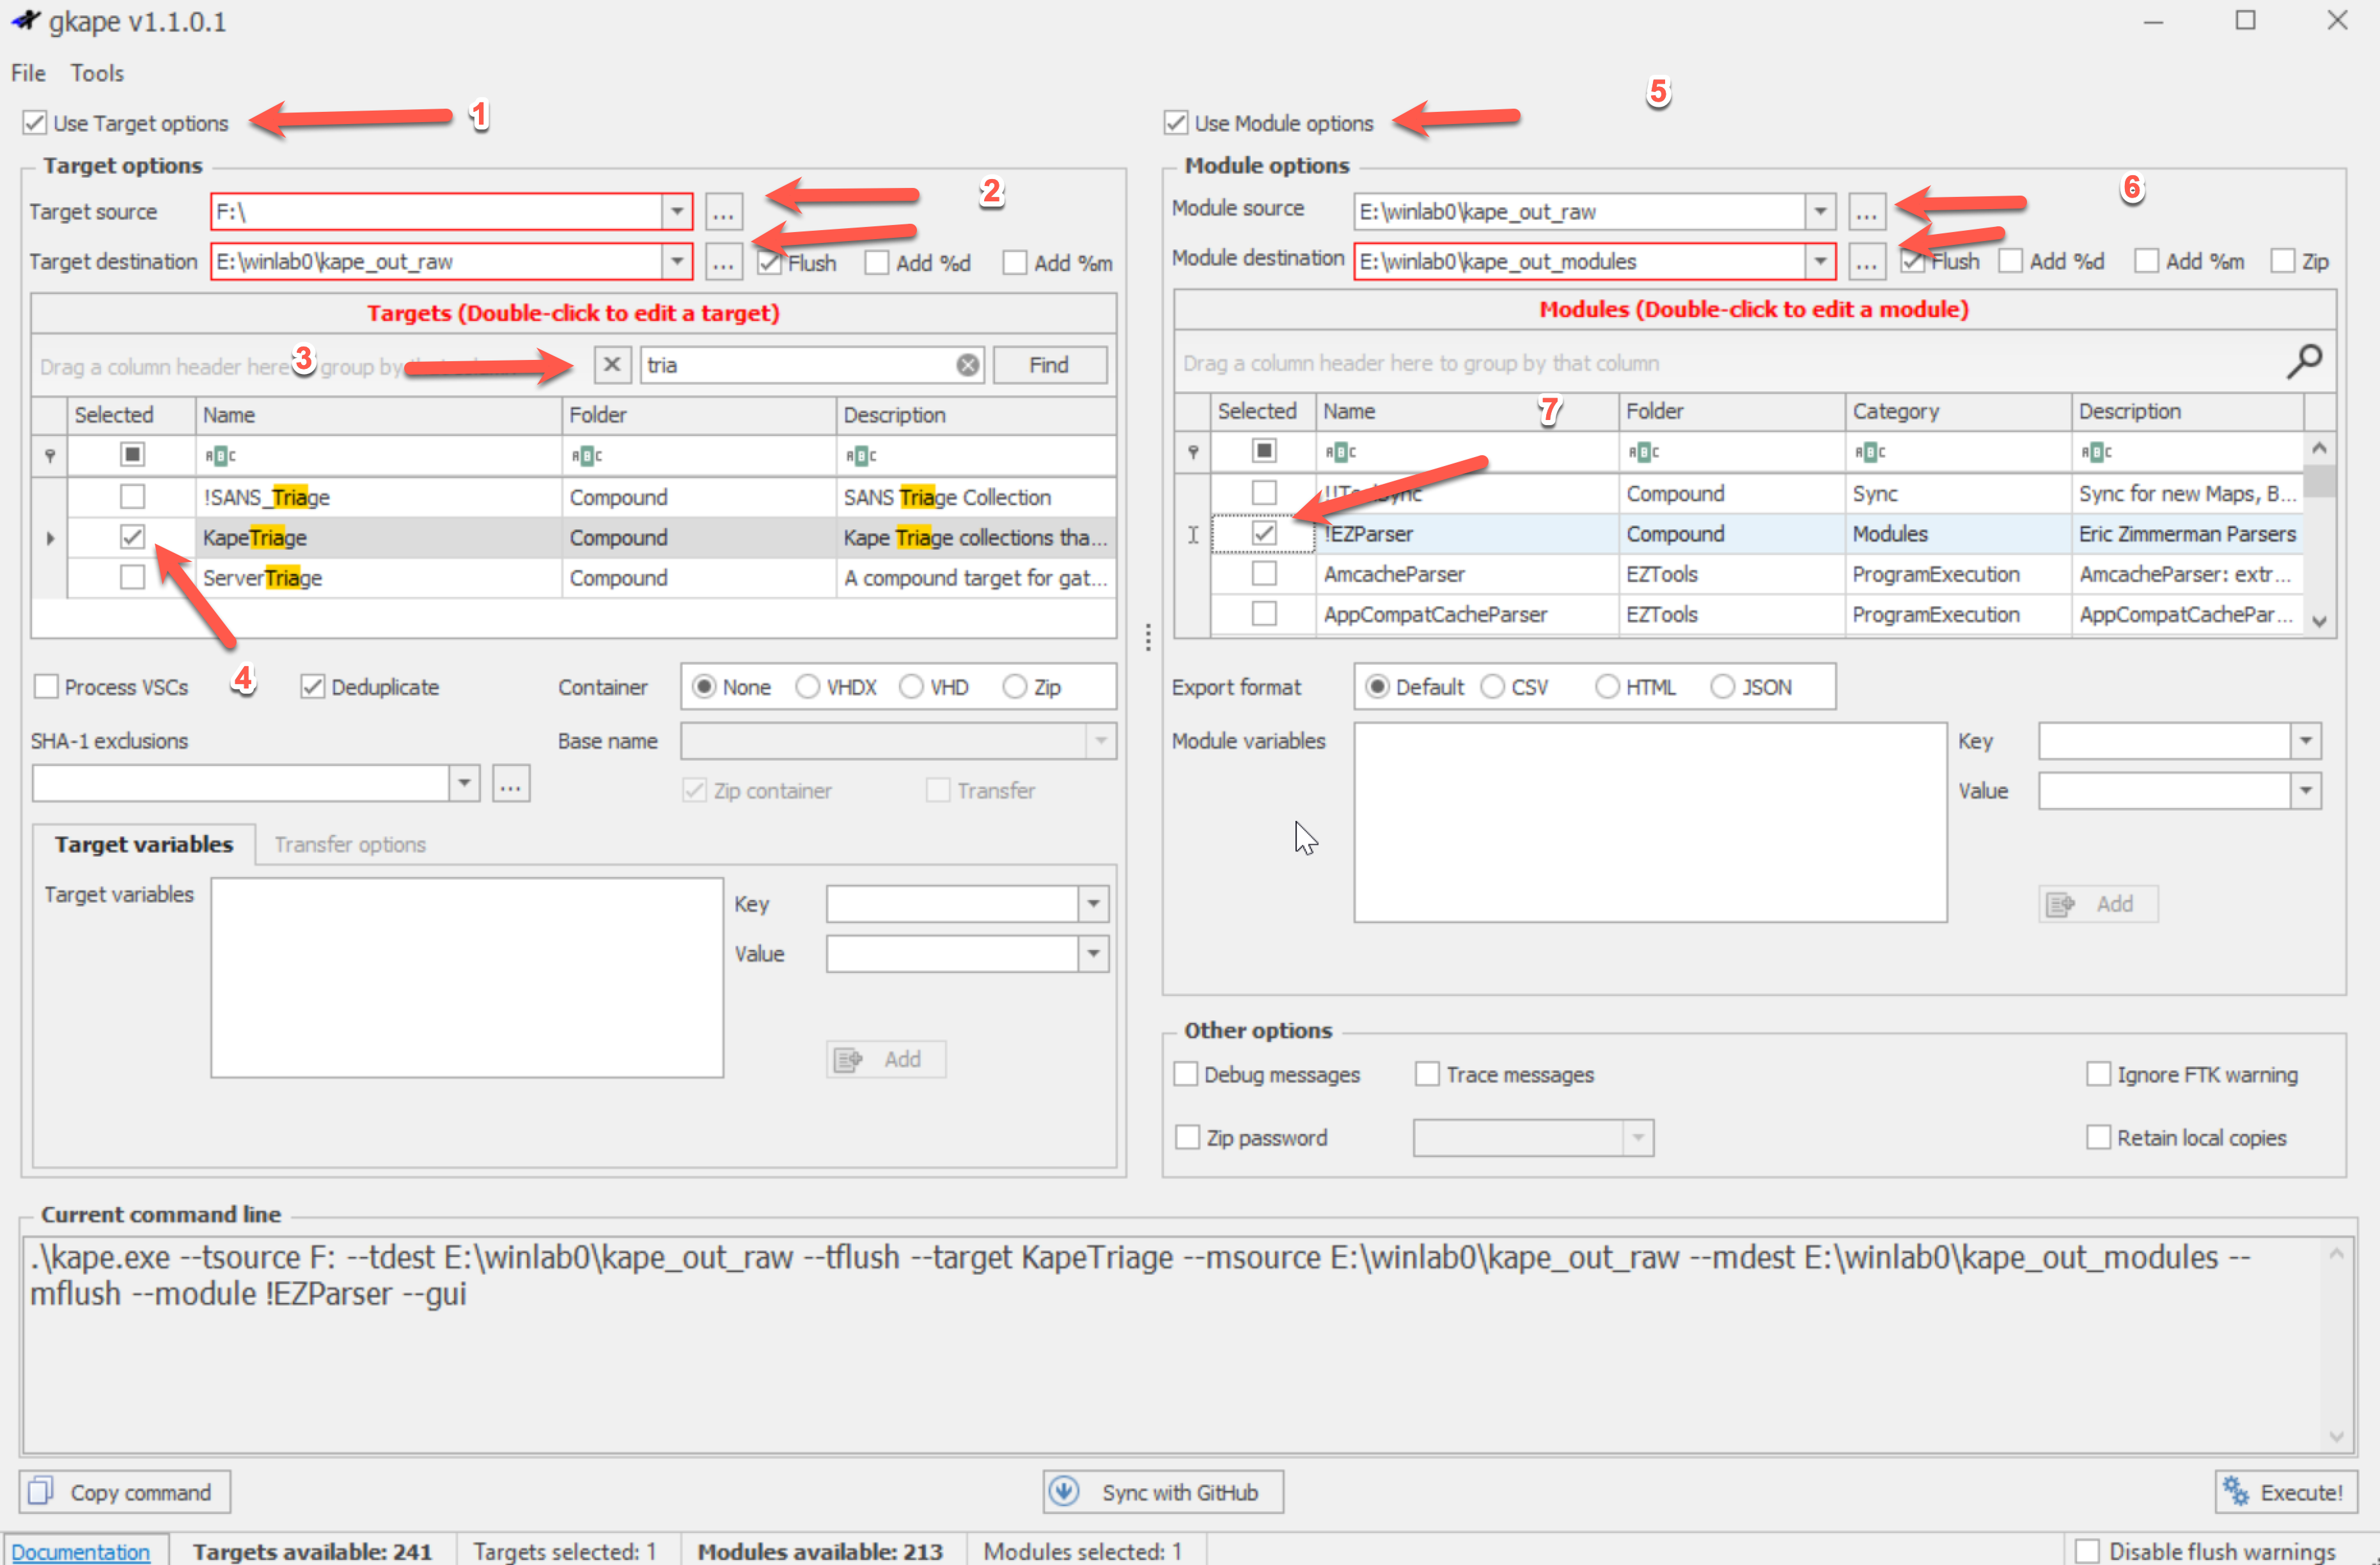 gkape v1.1.0.1
File Tools
Use Target options
1
Target options
Target source F:\ ... 2
Target destination E:\winlab0\kape_out_raw ... Flush Add %d Add %m
Targets (Double-click to edit a target)
Drag a column header here group by 3 tria Find
Selected Name Folder Description
!SANS_Triage Compound SANS Triage Collection
KapeTriage Compound Kape Triage collections tha...
ServerTriage Compound A compound target for gat...
4
Process VSCs Deduplicate Container None VHDX VHD Zip
SHA-1 exclusions Base name
... Zip container Transfer
Target variables Transfer options
Target variables Key
Value
Add
5
Use Module options
Module options
6
Module source E:\winlab0\kape_out_raw ...
Module destination E:\winlab0\kape_out_modules ... Flush Add %d Add %m Zip
Modules (Double-click to edit a module)
Drag a column header here to group by that column
Selected Name 7 Folder Category Description
Compound Sync Sync for new Maps, B...
!EZParser Compound Modules Eric Zimmerman Parsers
AmcacheParser EZTools ProgramExecution AmcacheParser: extr...
AppCompatCacheParser EZTools ProgramExecution AppCompatCachePar...
Export format Default CSV HTML JSON
Module variables Key
Value
Add
Other options
Debug messages Trace messages Ignore FTK warning
Zip password Retain local copies
Current command line
.\kape.exe --tsource F: --tdest E:\winlab0\kape_out_raw --tflush --target KapeTriage --msource E:\winlab0\kape_out_raw --mdest E:\winlab0\kape_out_modules --
mflush --module !EZParser --gui
Copy command Sync with GitHub Execute!
Documentation Targets available: 241 Targets selected: 1 Modules available: 213 Modules selected: 1 Disable flush warnings